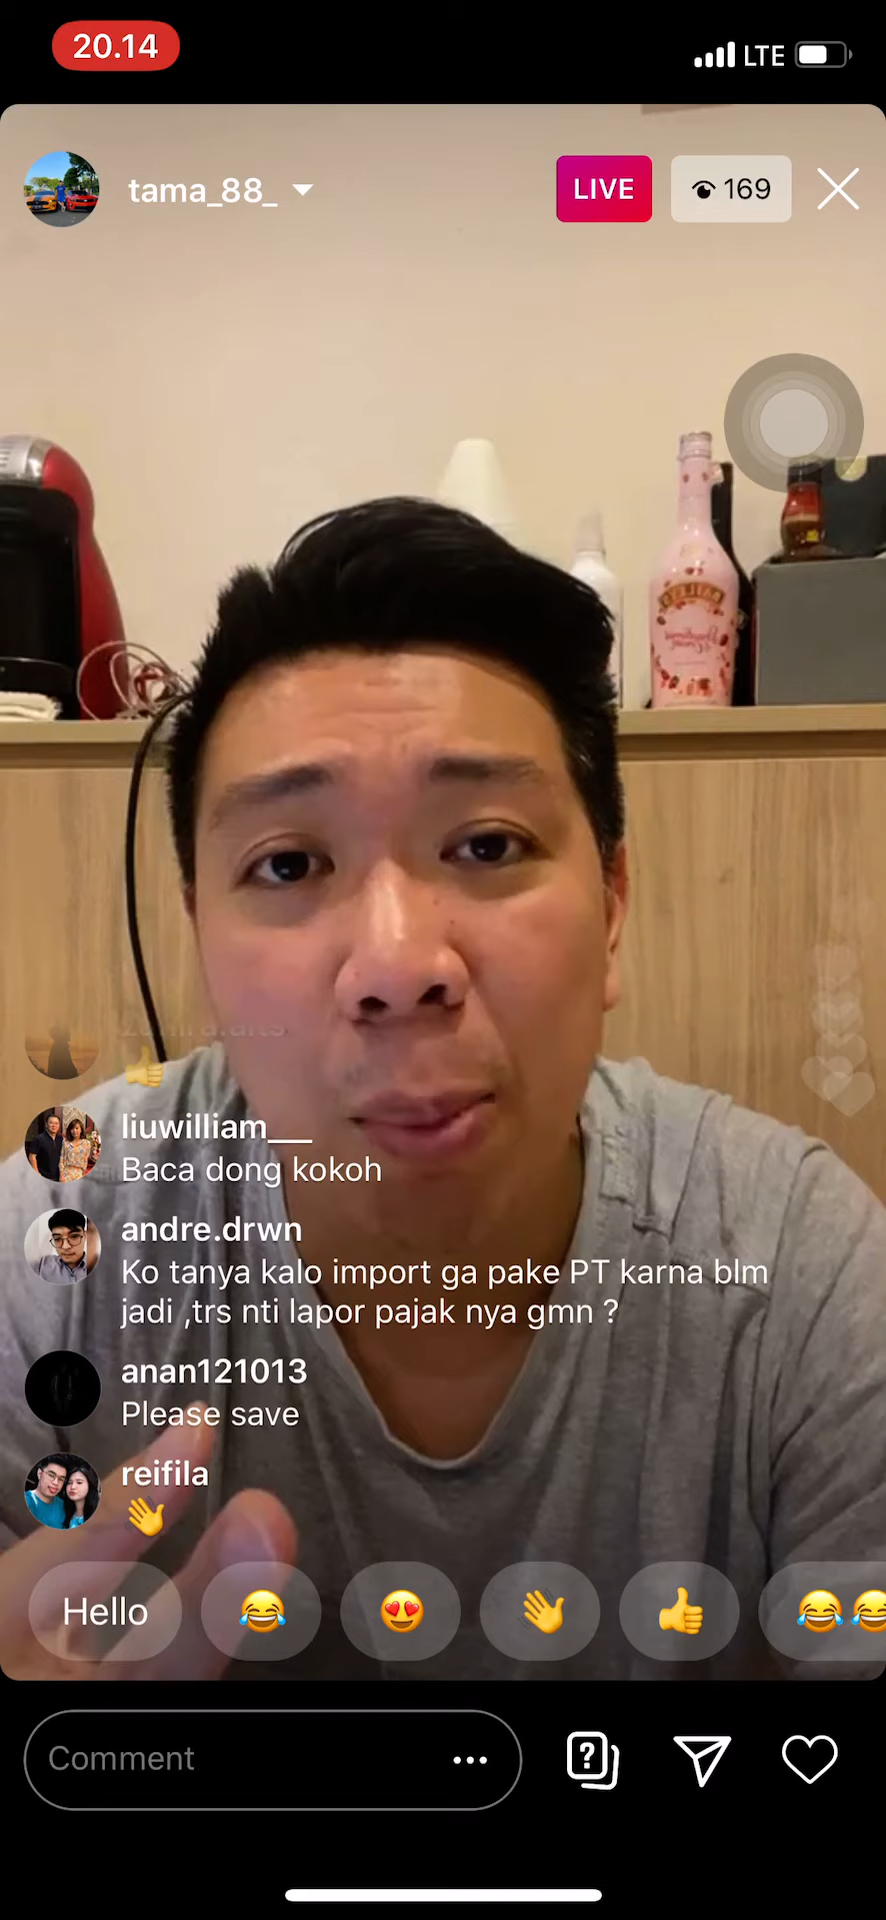 20.14
LTE
tama_88_
LIVE
169
liuwilliam___
Baca dong kokoh
andre.drwn
Ko tanya kalo import ga pake PT karna blm
jadi ,trs nti lapor pajak nya gmn ?
anan121013
Please save
reifila
👋
Hello
😂
😍
👋
👍
😂😂
Comment